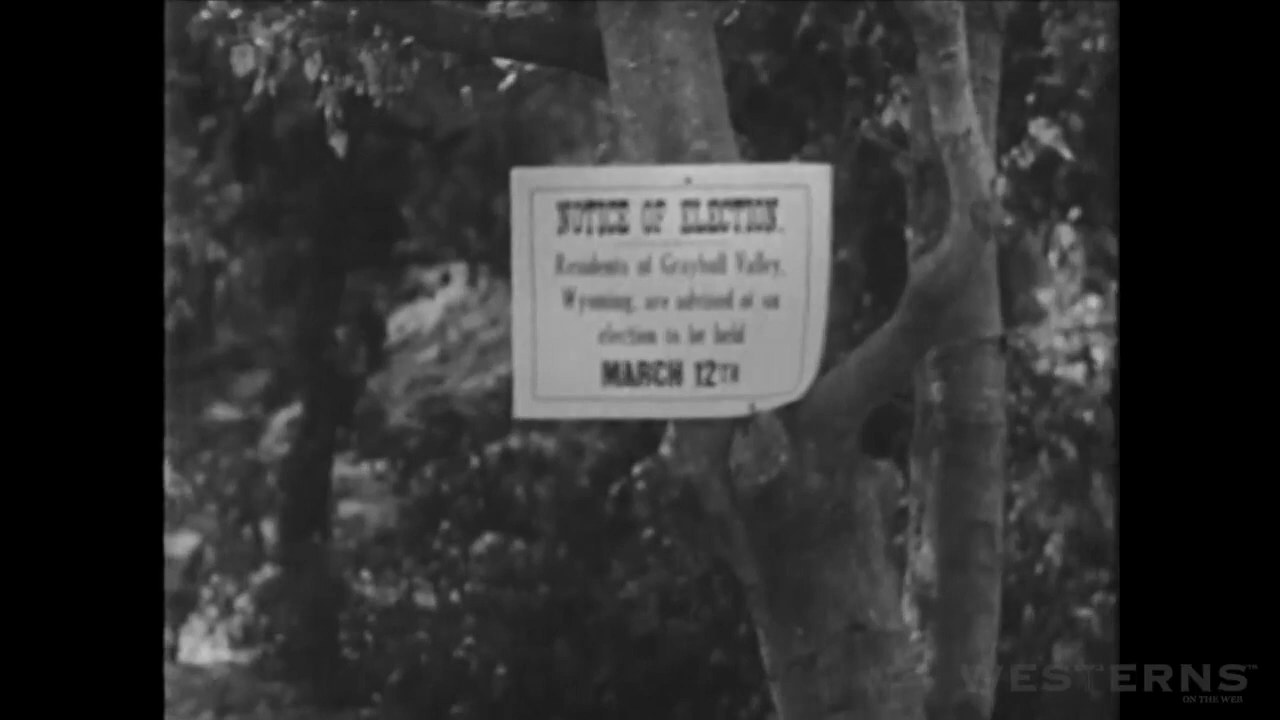 NOTICE OF ELECTION.
Residents of Graybull Valley,
Wyoming, are advised of an
election to be held
MARCH 12TH
WESTERNS™
ON THE WEB